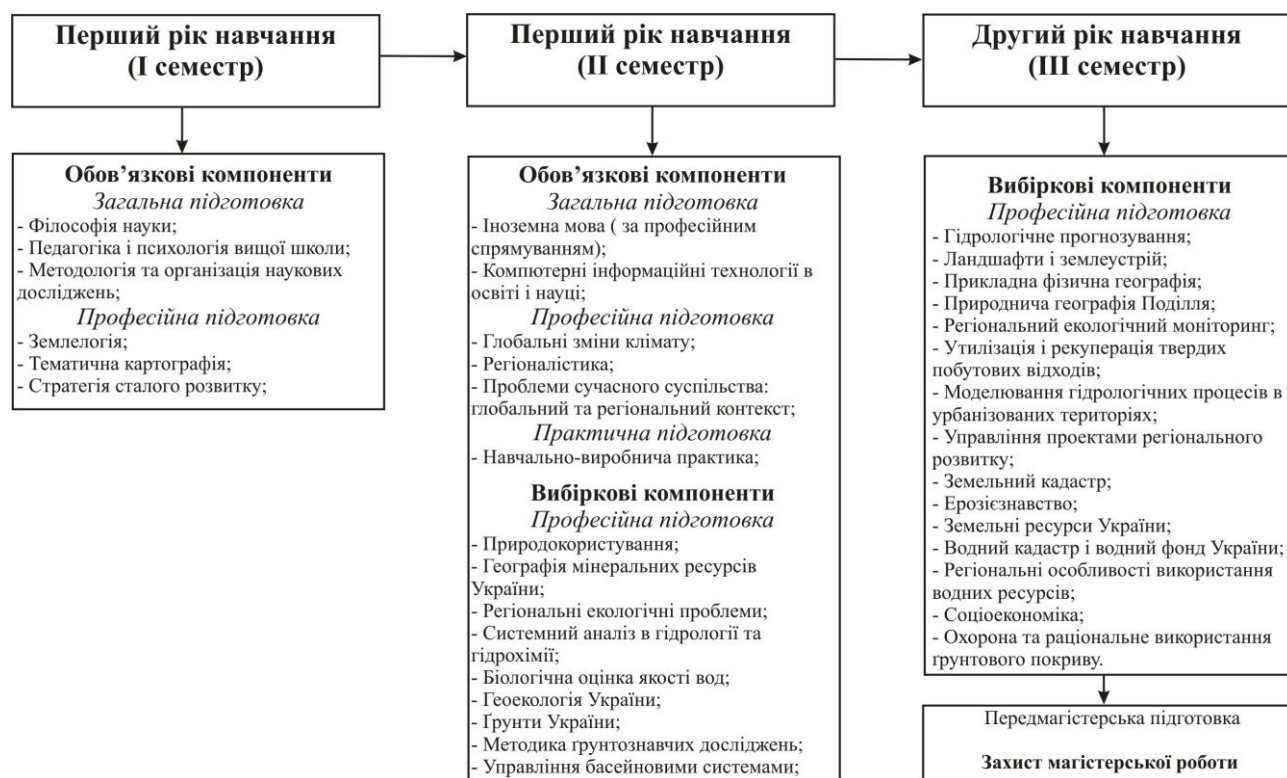 Перший рік навчання
(І семестр)
Перший рік навчання
(ІІ семестр)
Другий рік навчання
(ІІІ семестр)
Обов’язкові компоненти
Загальна підготовка
- Філософія науки;
- Педагогіка і психологія вищої школи;
- Методологія та організація наукових
досліджень;
Професійна підготовка
- Землелогія;
- Тематична картографія;
- Стратегія сталого розвитку;
Обов’язкові компоненти
Загальна підготовка
- Іноземна мова ( за професійним
спрямуванням);
- Компютерні інформаційні технології в
освіті і науці;
Професійна підготовка
- Глобальні зміни клімату;
- Регіоналістика;
- Проблеми сучасного суспільства:
глобальний та регіональний контекст;
Практична підготовка
- Навчально-виробнича практика;
Вибіркові компоненти
Професійна підготовка
- Природокористування;
- Географія мінеральних ресурсів
України;
- Регіональні екологічні проблеми;
- Системний аналіз в гідрології та
гідрохімії;
- Біологічна оцінка якості вод;
- Геоекологія України;
- Ґрунти України;
- Методика ґрунтознавчих досліджень;
- Управління басейновими системами;
Вибіркові компоненти
Професійна підготовка
- Гідрологічне прогнозування;
- Ландшафти і землеустрій;
- Прикладна фізична географія;
- Природнича географія Поділля;
- Регіональний екологічний моніторинг;
- Утилізація і рекуперація твердих
побутових відходів;
- Моделювання гідрологічних процесів в
урбанізованих територіях;
- Управління проектами регіонального
розвитку;
- Земельний кадастр;
- Ерозієзнавство;
- Земельні ресурси України;
- Водний кадастр і водний фонд України;
- Регіональні особливості використання
водних ресурсів;
- Соціоекономіка;
- Охорона та раціональне використання
ґрунтового покриву.
Передмагістерська підготовка
Захист магістерської роботи